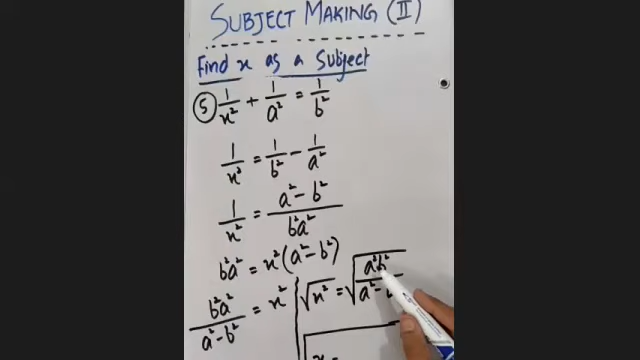 SUBJECT MAKING (II)
Find x as a Subject
⑤ 1/x² + 1/a² = 1/b²
1/x² = 1/b² - 1/a²
1/x² = (a² - b²)/(b²a²)
b²a² = x²(a² - b²)
b²a²/(a² - b²) = x²
√x² = √(a²b²/(a² - b
x =